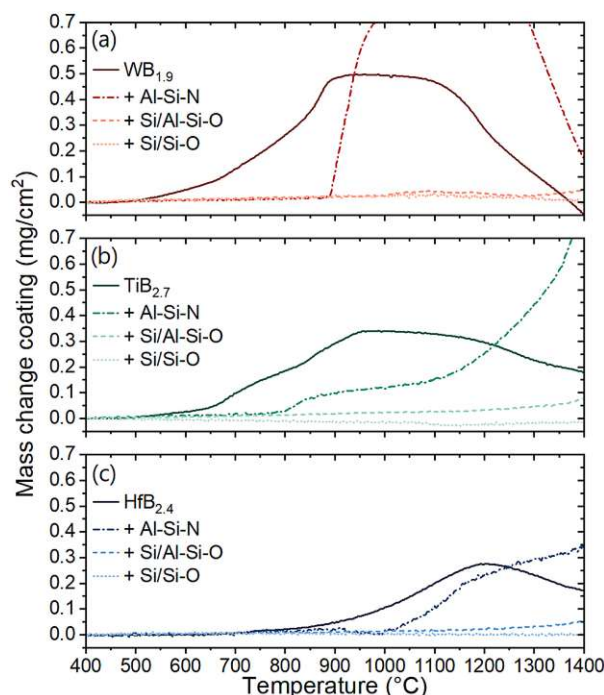 Mass change coating (mg/cm²)
0.7
0.6
0.5
0.4
0.3
0.2
0.1
0.0
(a)
WB1.9
+ Al-Si-N
+ Si/Al-Si-O
+ Si/Si-O
0.7
0.6
0.5
0.4
0.3
0.2
0.1
0.0
(b)
TiB2.7
+ Al-Si-N
+ Si/Al-Si-O
+ Si/Si-O
0.7
0.6
0.5
0.4
0.3
0.2
0.1
0.0
(c)
HfB2.4
+ Al-Si-N
+ Si/Al-Si-O
+ Si/Si-O
400 500 600 700 800 900 1000 1100 1200 1300 1400
Temperature (°C)